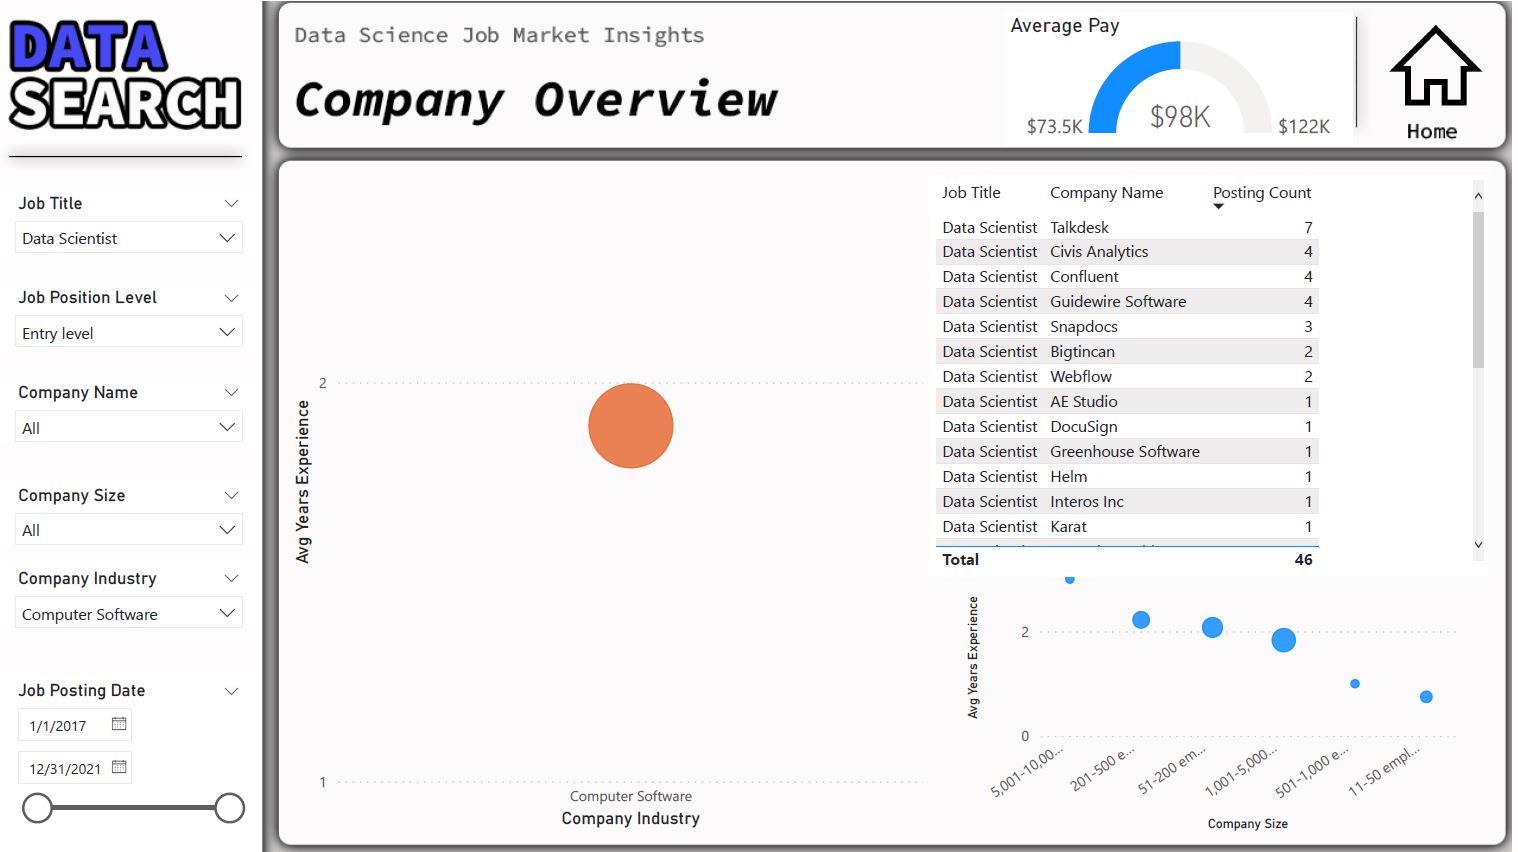 DATA
SEARCH
Data Science Job Market Insights
Company Overview
Average Pay
$73.5K
$98K
$122K
Home
Job Title
Data Scientist
Job Position Level
Entry level
Company Name
All
Company Size
All
Company Industry
Computer Software
Job Posting Date
1/1/2017
12/31/2021
2
Avg Years Experience
1
Computer Software
Company Industry
Job Title Company Name Posting Count
Data Scientist Talkdesk 7
Data Scientist Civis Analytics 4
Data Scientist Confluent 4
Data Scientist Guidewire Software 4
Data Scientist Snapdocs 3
Data Scientist Bigtincan 2
Data Scientist Webflow 2
Data Scientist AE Studio 1
Data Scientist DocuSign 1
Data Scientist Greenhouse Software 1
Data Scientist Helm 1
Data Scientist Interos Inc 1
Data Scientist Karat 1
Total 46
Avg Years Experience
2
0
5,001-10,00...
201-500 e...
51-200 em...
1,001-5,000...
501-1,000 e...
11-50 empl...
Company Size